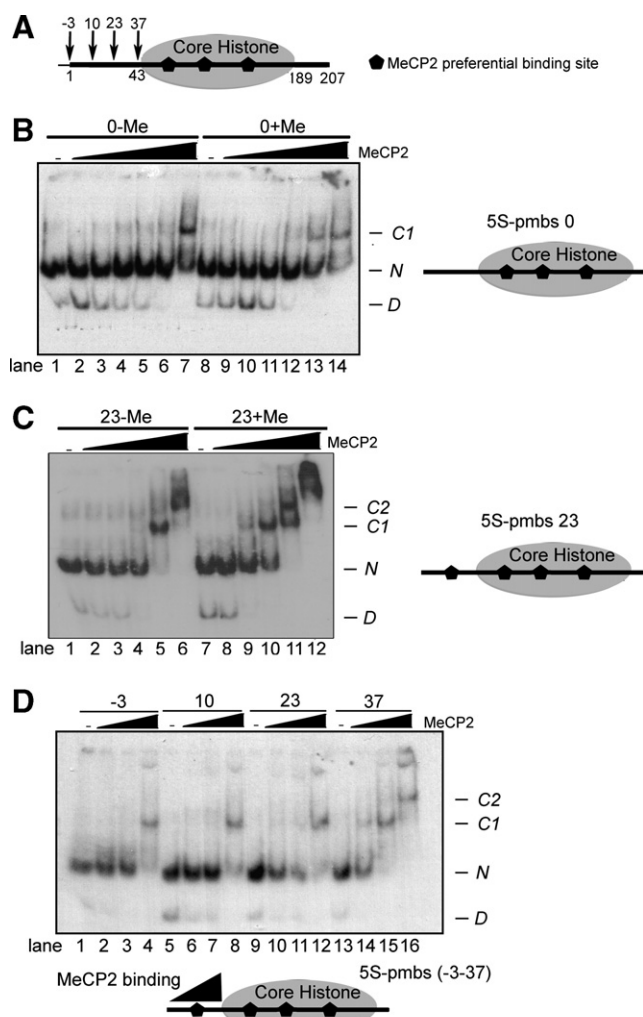 A
-3 10 23 37
Core Histone
1 43 189 207
MeCP2 preferential binding site
B
0-Me 0+Me
- - MeCP2
C1
N
D
lane 1 2 3 4 5 6 7 8 9 10 11 12 13 14
5S-pmbs 0
Core Histone
C
23-Me 23+Me
- - MeCP2
C2
C1
N
D
lane 1 2 3 4 5 6 7 8 9 10 11 12
5S-pmbs 23
Core Histone
D
-3 10 23 37
- - - - MeCP2
C2
C1
N
D
lane 1 2 3 4 5 6 7 8 9 10 11 12 13 14 15 16
MeCP2 binding
5S-pmbs (-3-37)
Core Histone